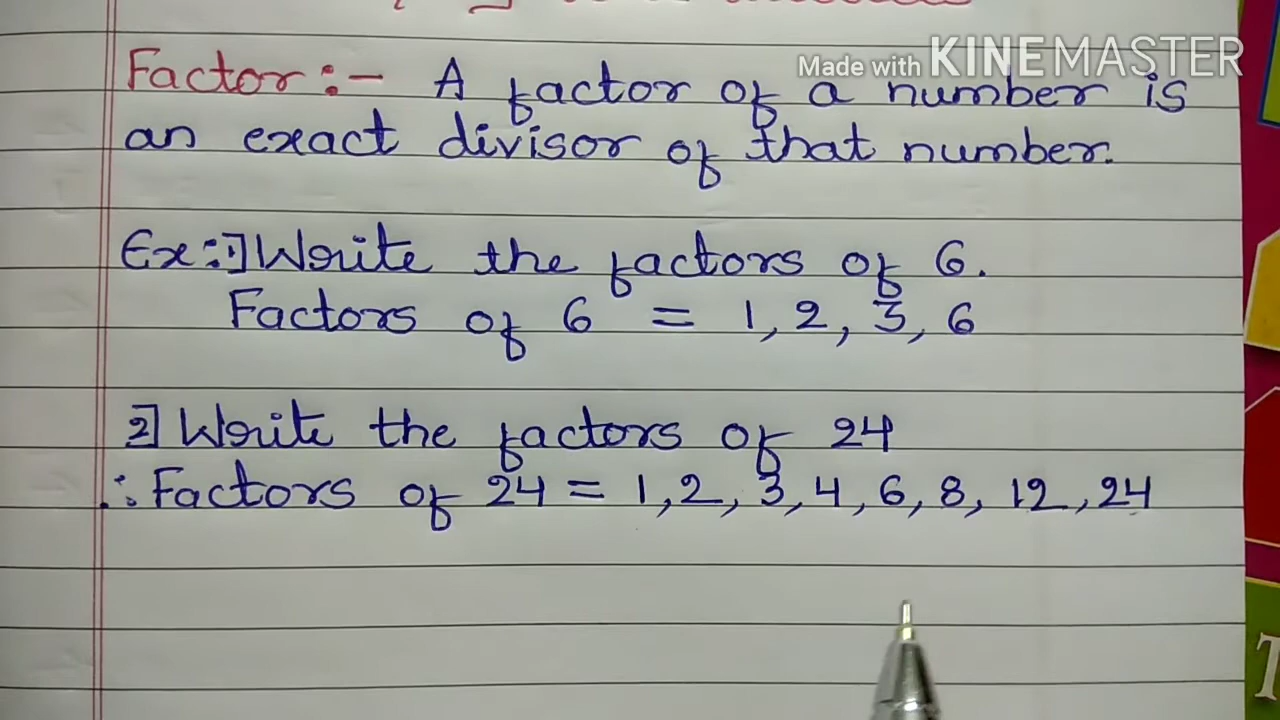 Made with KINEMASTER
Factor :- A factor of a number is
an exact divisor of that number.
Ex:1] Write the factors of 6.
Factors of 6 = 1, 2, 3, 6
2] Write the factors of 24
∴ Factors of 24 = 1, 2, 3, 4, 6, 8, 12, 24
T